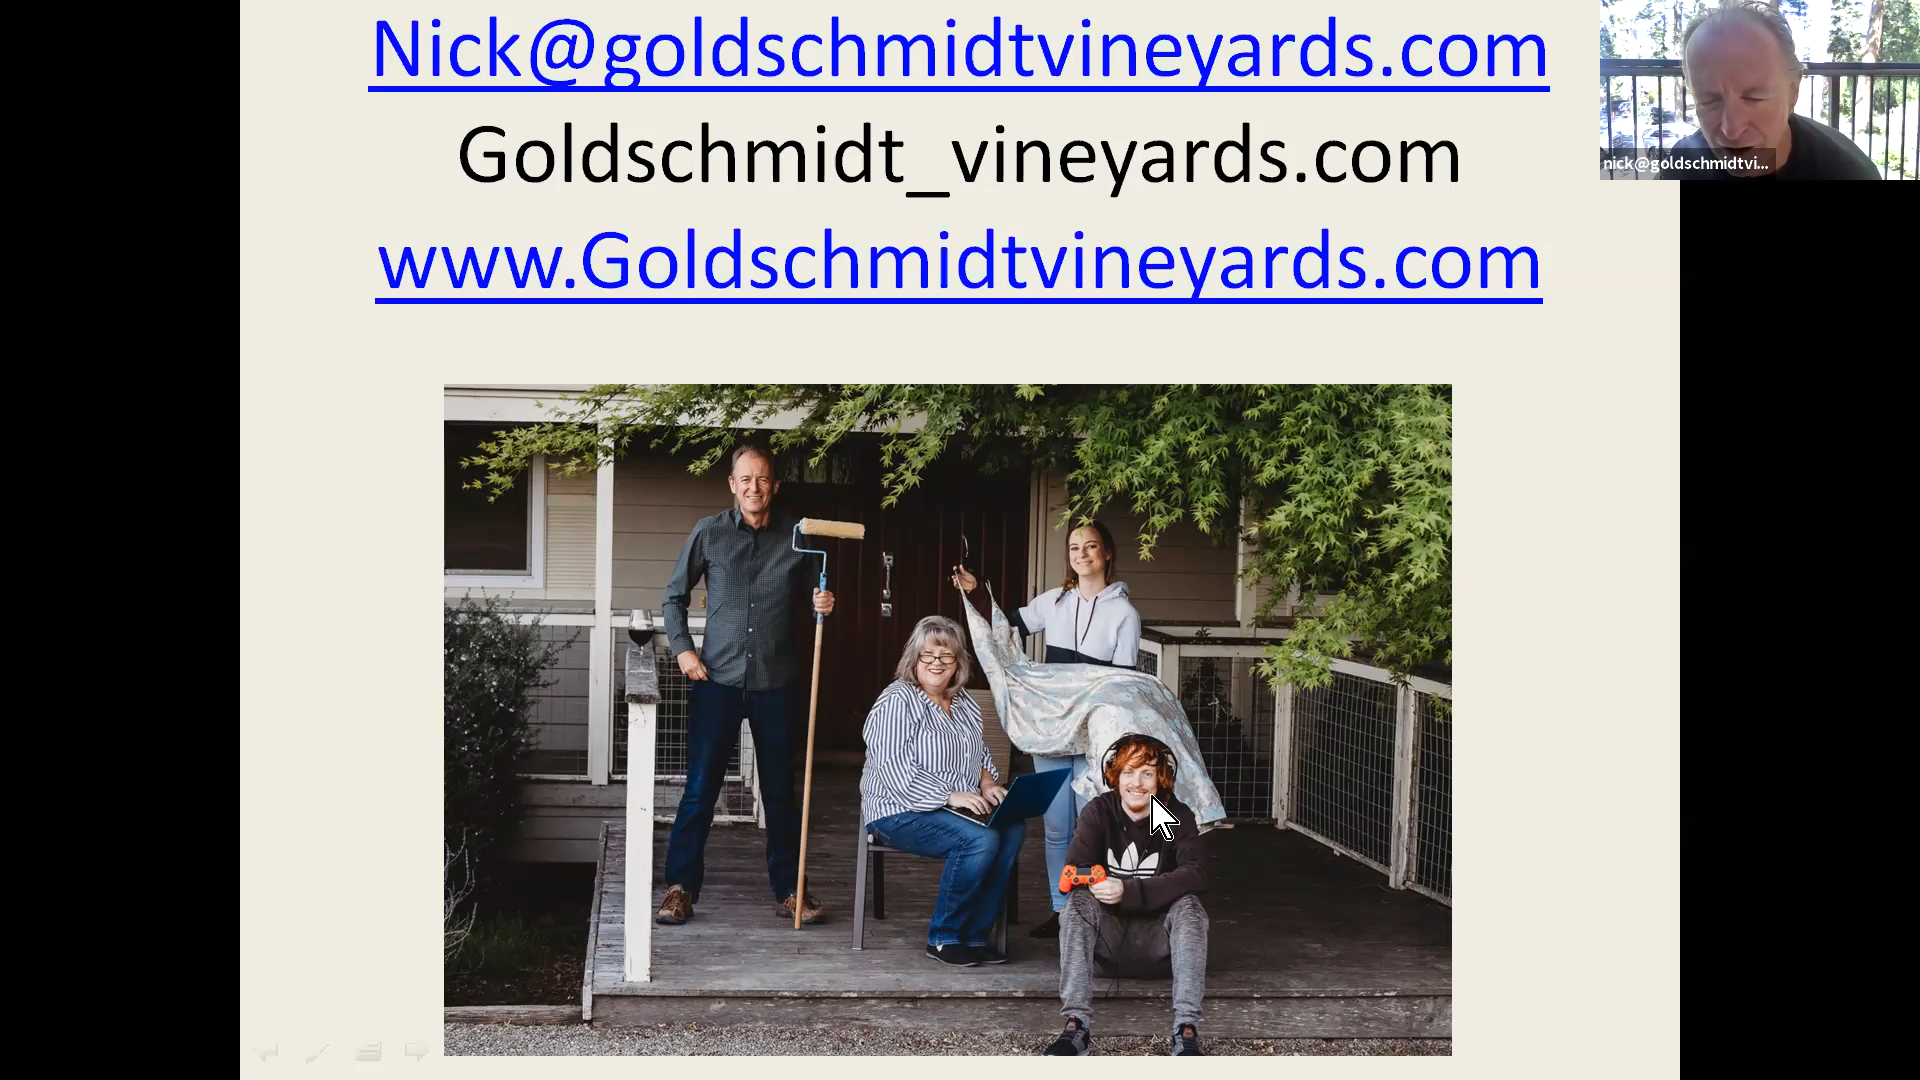 Nick@goldschmidtvineyards.com
Goldschmidt_vineyards.com
www.Goldschmidtvineyards.com
nick@goldschmidtvi...